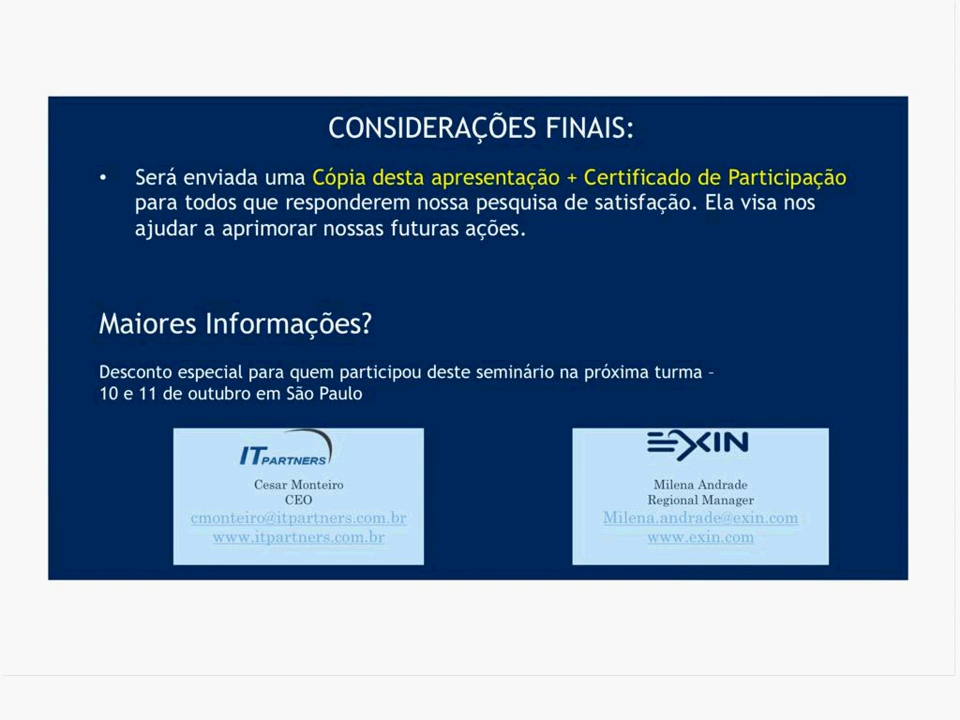 CONSIDERAÇÕES FINAIS:
• Será enviada uma Cópia desta apresentação + Certificado de Participação
para todos que responderem nossa pesquisa de satisfação. Ela visa nos
ajudar a aprimorar nossas futuras ações.
Maiores Informações?
Desconto especial para quem participou deste seminário na próxima turma –
10 e 11 de outubro em São Paulo
IT PARTNERS
Cesar Monteiro
CEO
cmonteiro@itpartners.com.br
www.itpartners.com.br
EXIN
Milena Andrade
Regional Manager
Milena.andrade@exin.com
www.exin.com